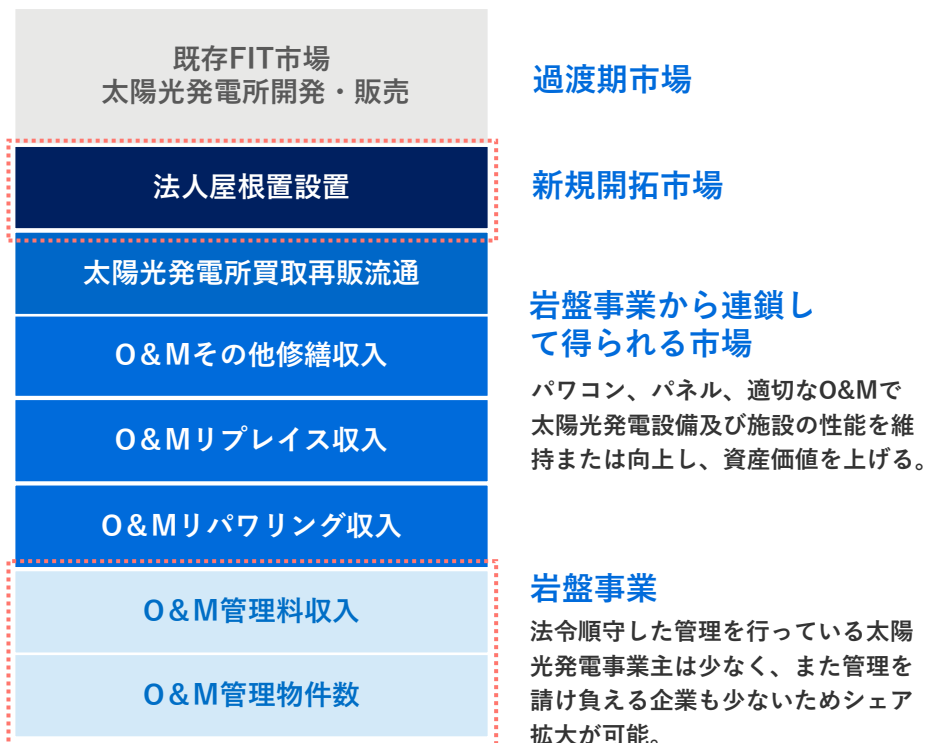 既存FIT市場
太陽光発電所開発・販売
過渡期市場
法人屋根置設置
新規開拓市場
太陽光発電所買取再販流通
O&Mその他修繕収入
O&Mリプレイス収入
O&Mリパワリング収入
岩盤事業から連鎖し
て得られる市場
パワコン、パネル、適切なO&Mで
太陽光発電設備及び施設の性能を維
持または向上し、資産価値を上げる。
O&M管理料収入
O&M管理物件数
岩盤事業
法令順守した管理を行っている太陽
光発電事業主は少なく、また管理を
請け負える企業も少ないためシェア
拡大が可能。